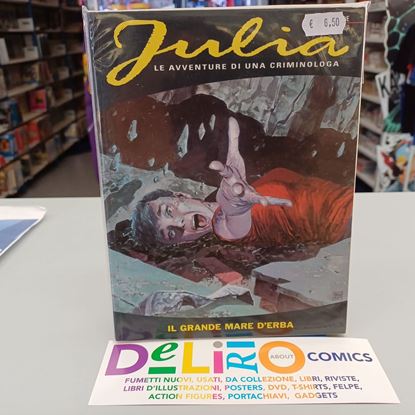 € 6.50
Julia
LE AVVENTURE DI UNA CRIMINOLOGA
IL GRANDE MARE D'ERBA
DeLiRiO ABOUT COMICS
FUMETTI NUOVI, USATI, DA COLLEZIONE, LIBRI, RIVISTE,
LIBRI D'ILLUSTRAZIONI, POSTERS, DVD, T-SHIRTS, FELPE,
ACTION FIGURES, PORTACHIAVI, GADGETS